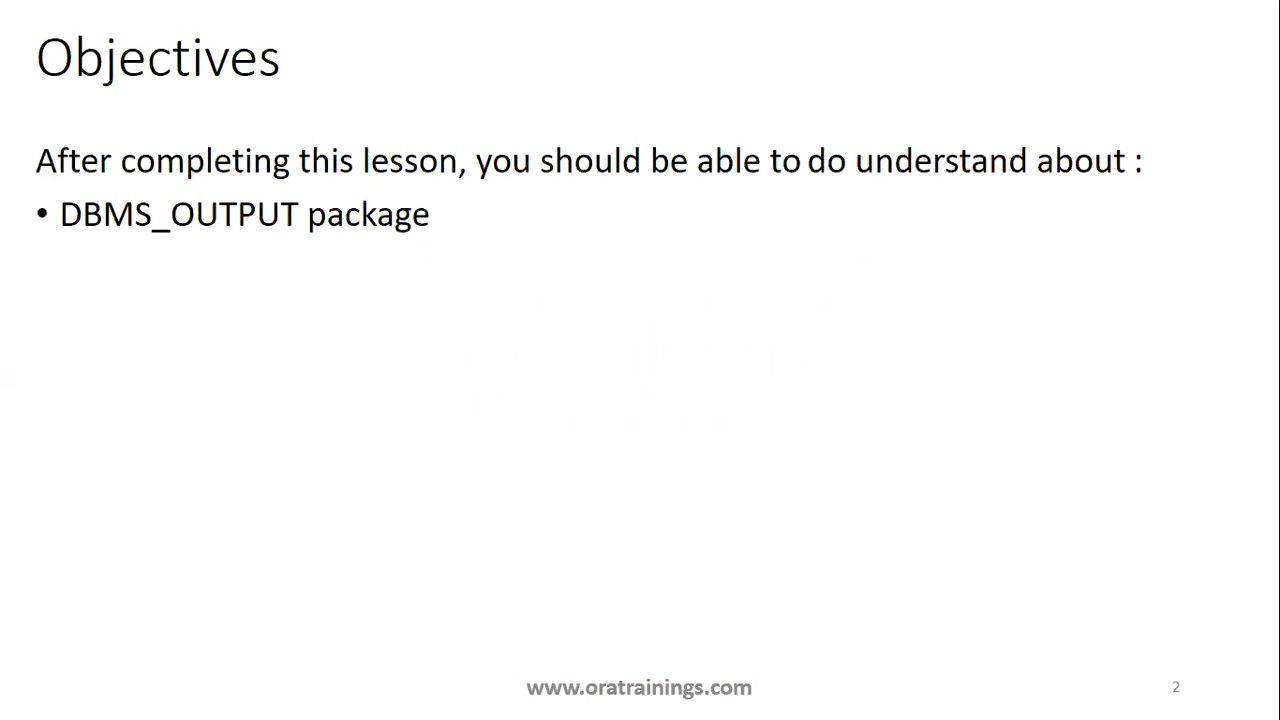 Objectives
After completing this lesson, you should be able to do understand about :
• DBMS_OUTPUT package
www.oratrainings.com
2